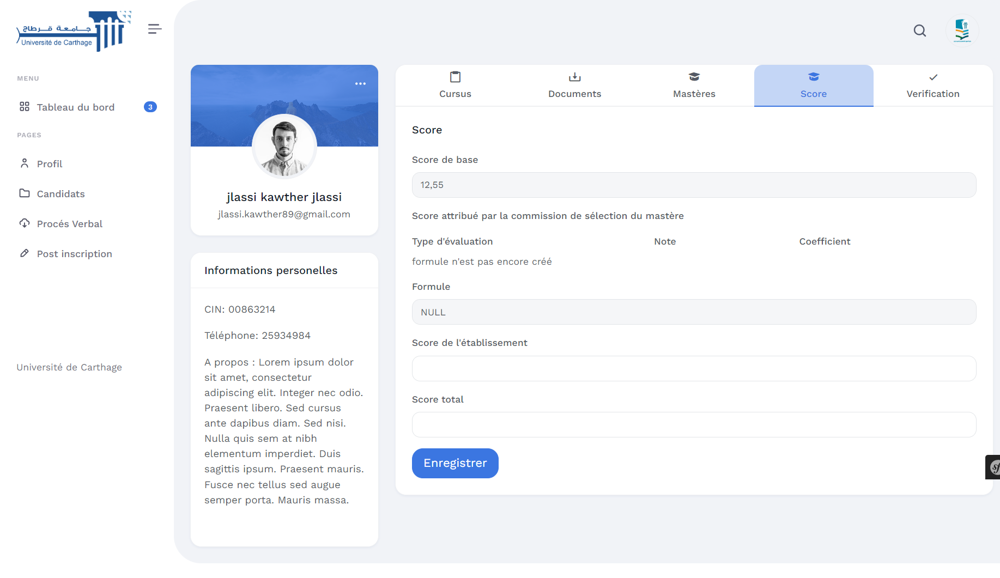 جامعة قرطاج
Université de Carthage
MENU
Tableau du bord
3
PAGES
Profil
Candidats
Procés Verbal
Post inscription
Université de Carthage
jlassi kawther jlassi
jlassi.kawther89@gmail.com
Informations personelles
CIN: 00863214
Téléphone: 25934984
A propos : Lorem ipsum dolor
sit amet, consectetur
adipiscing elit. Integer nec odio.
Praesent libero. Sed cursus
ante dapibus diam. Sed nisi.
Nulla quis sem at nibh
elementum imperdiet. Duis
sagittis ipsum. Praesent mauris.
Fusce nec tellus sed augue
semper porta. Mauris massa.
Cursus
Documents
Mastères
Score
Verification
Score
Score de base
12,55
Score attribué par la commission de sélection du mastère
Type d'évaluation Note Coefficient
formule n'est pas encore créé
Formule
NULL
Score de l'établissement
Score total
Enregistrer
sf